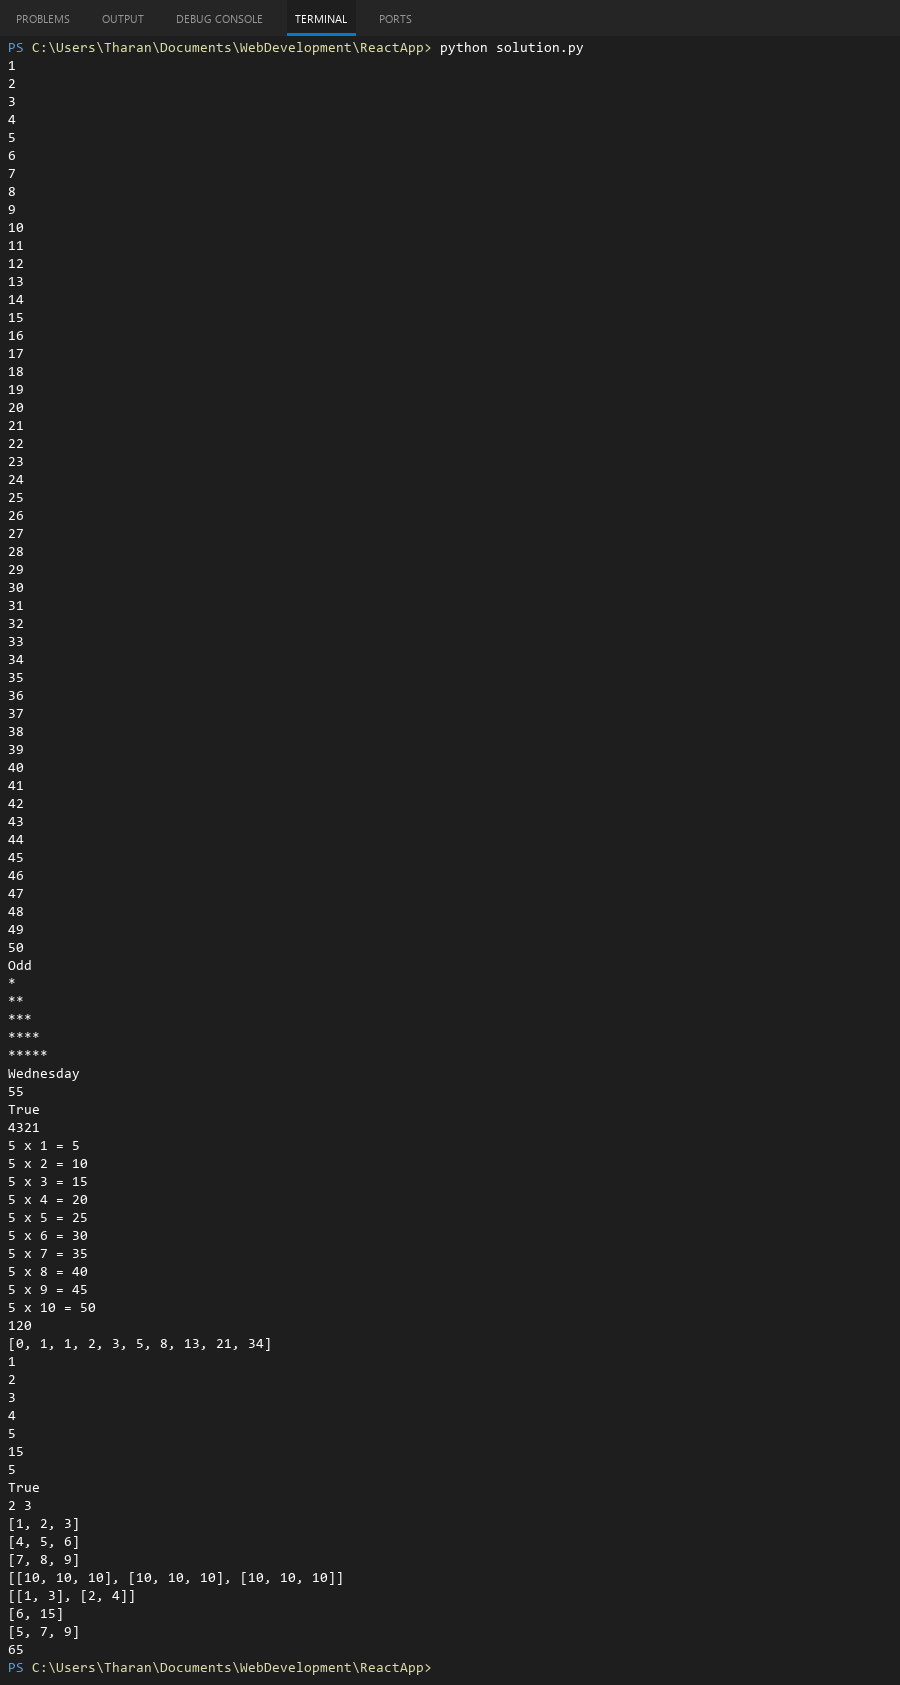 PROBLEMS OUTPUT DEBUG CONSOLE TERMINAL PORTS
PS C:\Users\Tharan\Documents\WebDevelopment\ReactApp> python solution.py
1
2
3
4
5
6
7
8
9
10
11
12
13
14
15
16
17
18
19
20
21
22
23
24
25
26
27
28
29
30
31
32
33
34
35
36
37
38
39
40
41
42
43
44
45
46
47
48
49
50
Odd
*
**
***
****
*****
Wednesday
55
True
4321
5 x 1 = 5
5 x 2 = 10
5 x 3 = 15
5 x 4 = 20
5 x 5 = 25
5 x 6 = 30
5 x 7 = 35
5 x 8 = 40
5 x 9 = 45
5 x 10 = 50
120
[0, 1, 1, 2, 3, 5, 8, 13, 21, 34]
1
2
3
4
5
15
5
True
2 3
[1, 2, 3]
[4, 5, 6]
[7, 8, 9]
[[10, 10, 10], [10, 10, 10], [10, 10, 10]]
[[1, 3], [2, 4]]
[6, 15]
[5, 7, 9]
65
PS C:\Users\Tharan\Documents\WebDevelopment\ReactApp>